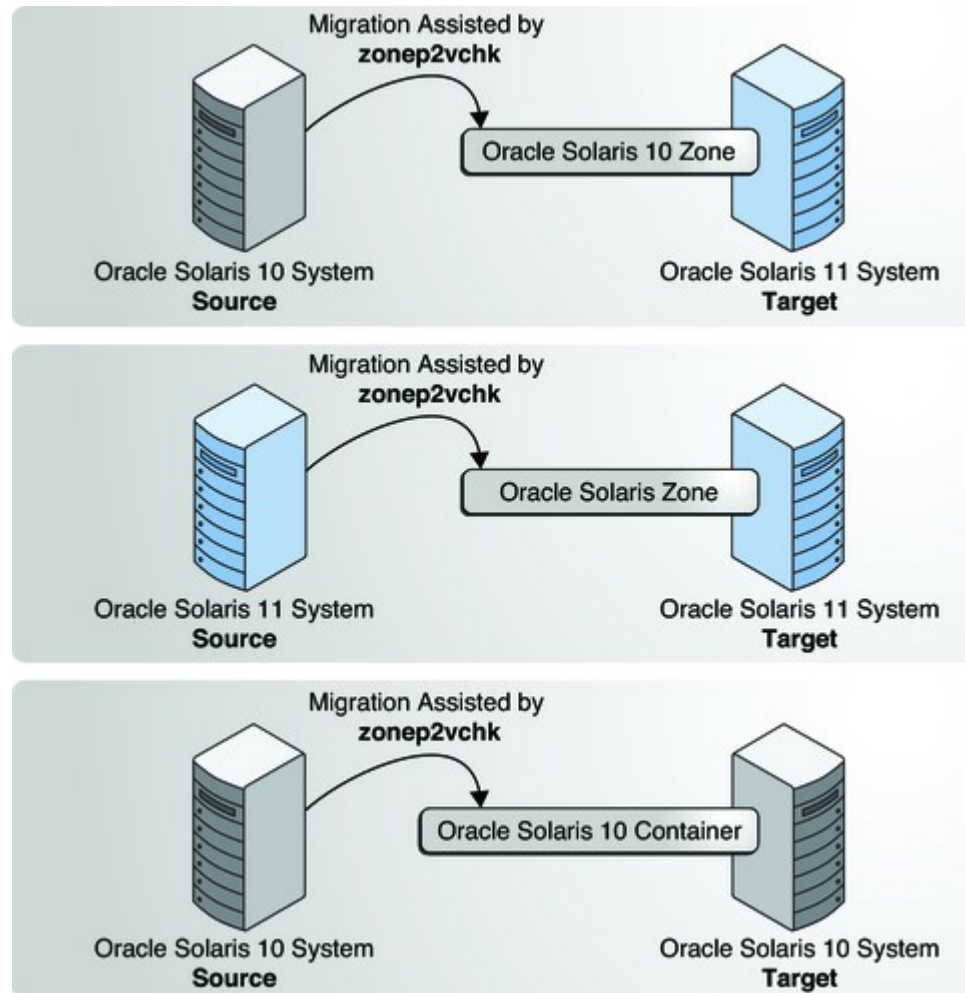 Migration Assisted by
zonep2vchk
Oracle Solaris 10 Zone
Oracle Solaris 10 System
Source
Oracle Solaris 11 System
Target
Migration Assisted by
zonep2vchk
Oracle Solaris Zone
Oracle Solaris 11 System
Source
Oracle Solaris 11 System
Target
Migration Assisted by
zonep2vchk
Oracle Solaris 10 Container
Oracle Solaris 10 System
Source
Oracle Solaris 10 System
Target